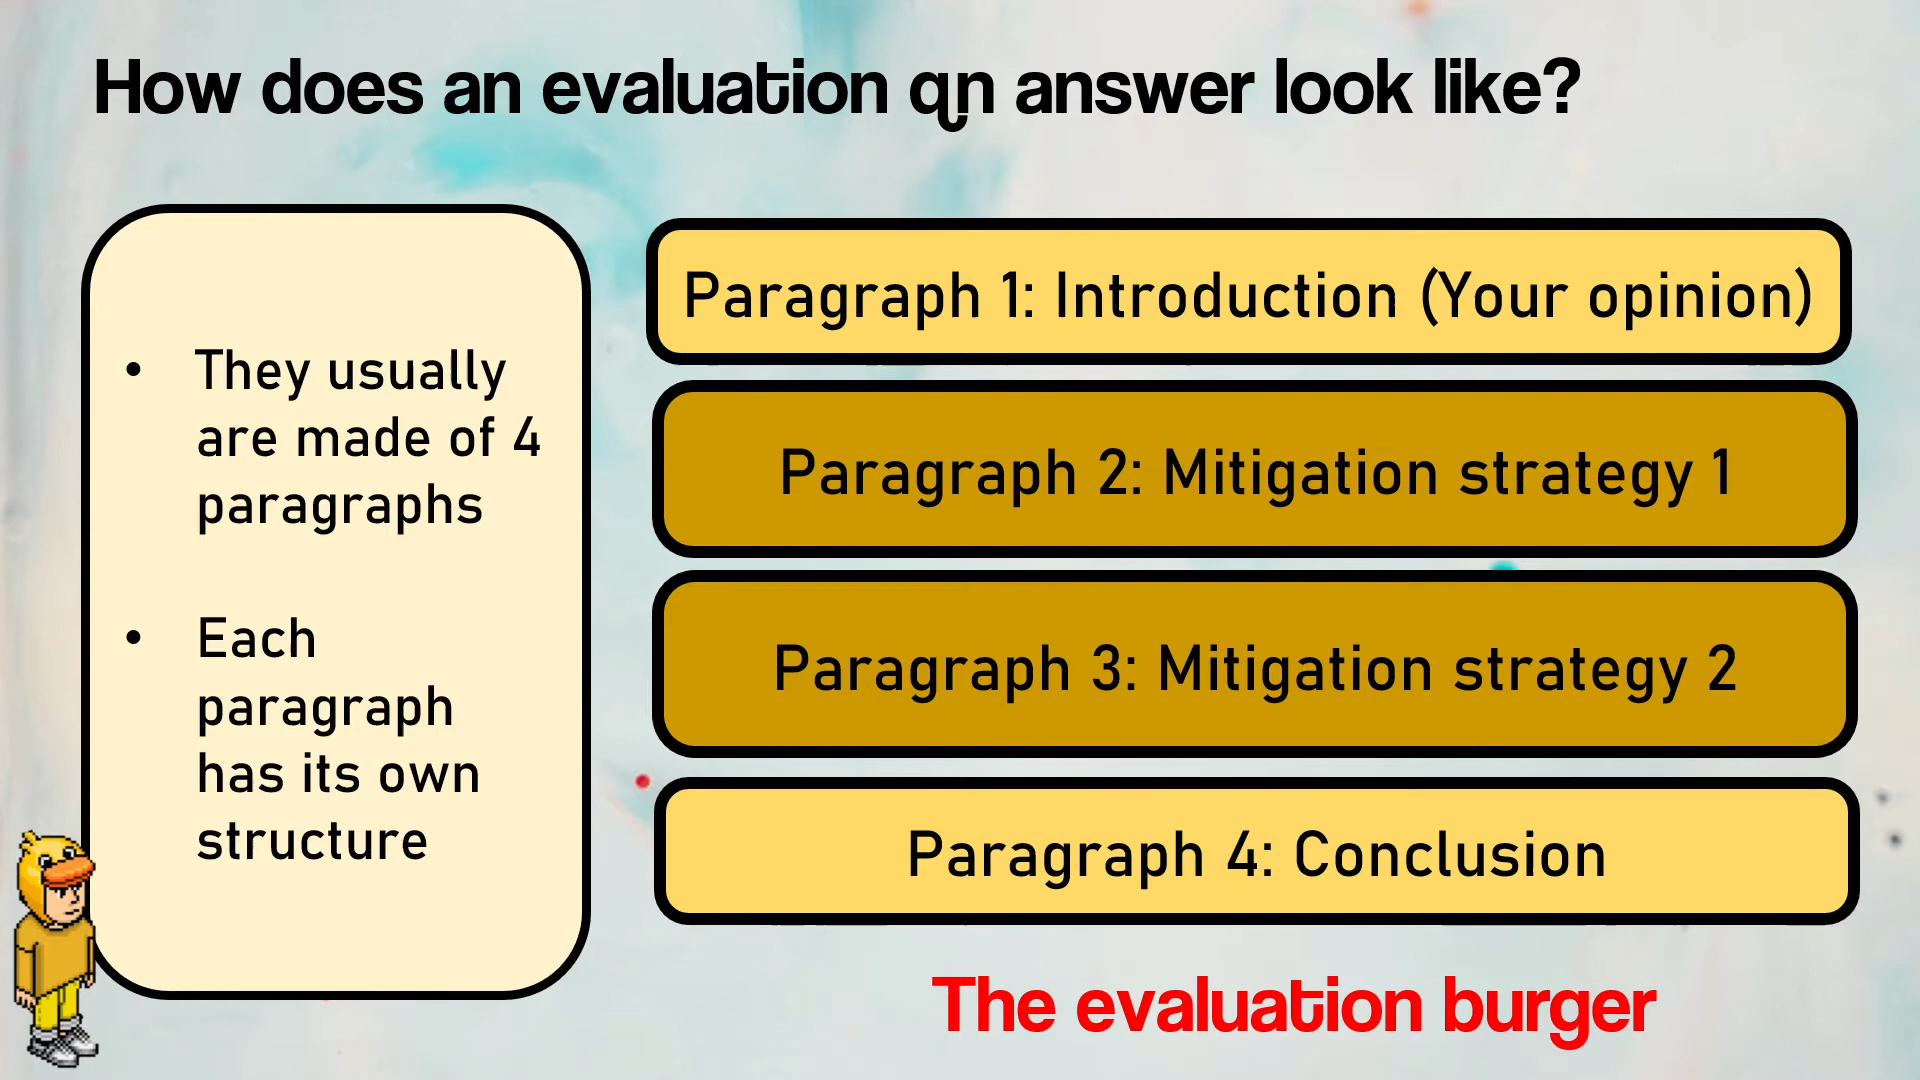 How does an evaluation qn answer look like?
• They usually
are made of 4
paragraphs
• Each
paragraph
has its own
structure
Paragraph 1: Introduction (Your opinion)
Paragraph 2: Mitigation strategy 1
Paragraph 3: Mitigation strategy 2
Paragraph 4: Conclusion
The evaluation burger